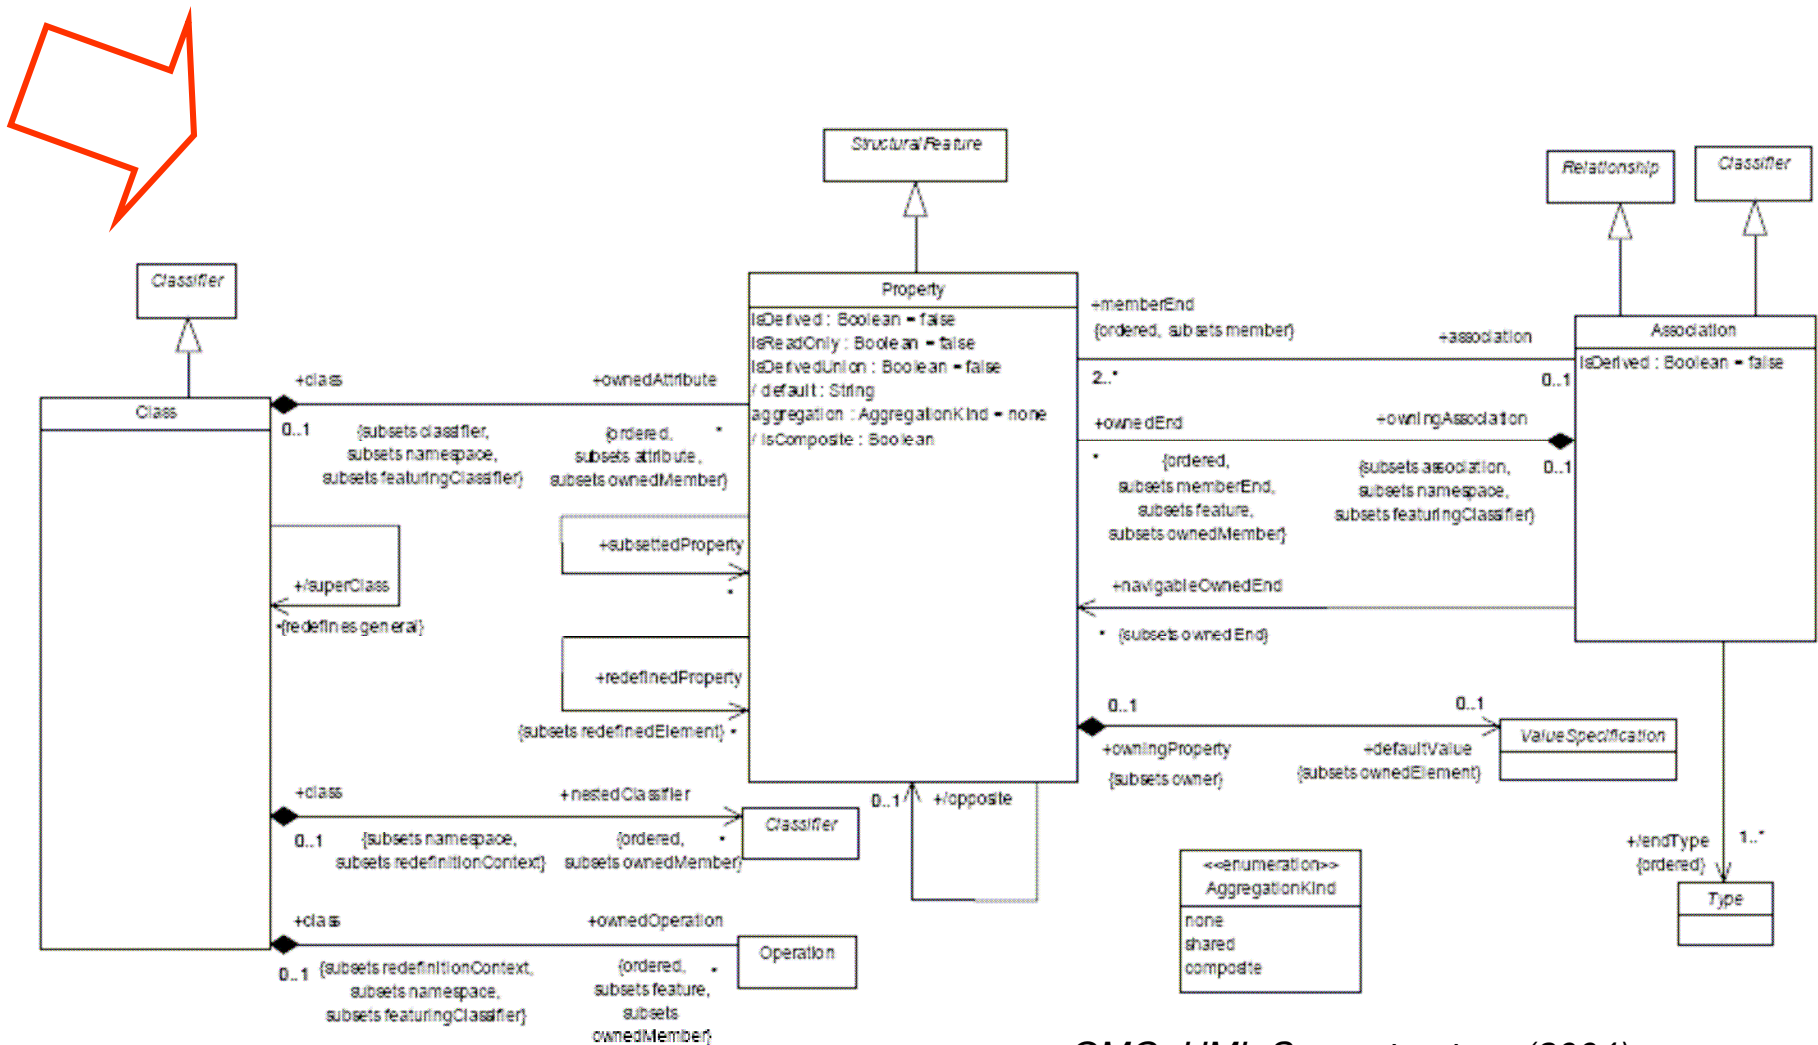 StructuralFeature
Relationship
Classifier
Classifier
Property
isDerived : Boolean = false
isReadOnly : Boolean = false
isDerivedUnion : Boolean = false
/ default : String
aggregation : AggregationKind = none
/ isComposite : Boolean
+memberEnd
{ordered, subsets member}
2..*
+association
0..1
Association
isDerived : Boolean = false
Class
+class
0..1
{subsets classifier,
subsets namespace,
subsets featuringClassifier}
+ownedAttribute
{ordered,
subsets attribute,
subsets ownedMember}
*
+ownedEnd
*
{ordered,
subsets memberEnd,
subsets feature,
subsets ownedMember}
+owningAssociation
0..1
{subsets association,
subsets namespace,
subsets featuringClassifier}
+subsettedProperty
*
+/superClass
*{redefines general}
+navigableOwnedEnd
* {subsets ownedEnd}
+redefinedProperty
{subsets redefinedElement} *
0..1
+owningProperty
{subsets owner}
0..1
+defaultValue
{subsets ownedElement}
ValueSpecification
+class
0..1
{subsets namespace,
subsets redefinitionContext}
+nestedClassifier
{ordered,
subsets ownedMember}
*
Classifier
0..1
+/opposite
+/endType
{ordered}
1..*
Type
<<enumeration>>
AggregationKind
none
shared
composite
+class
0..1
{subsets redefinitionContext,
subsets namespace,
subsets featuringClassifier}
+ownedOperation
{ordered,
subsets feature,
subsets
ownedMember}
*
Operation